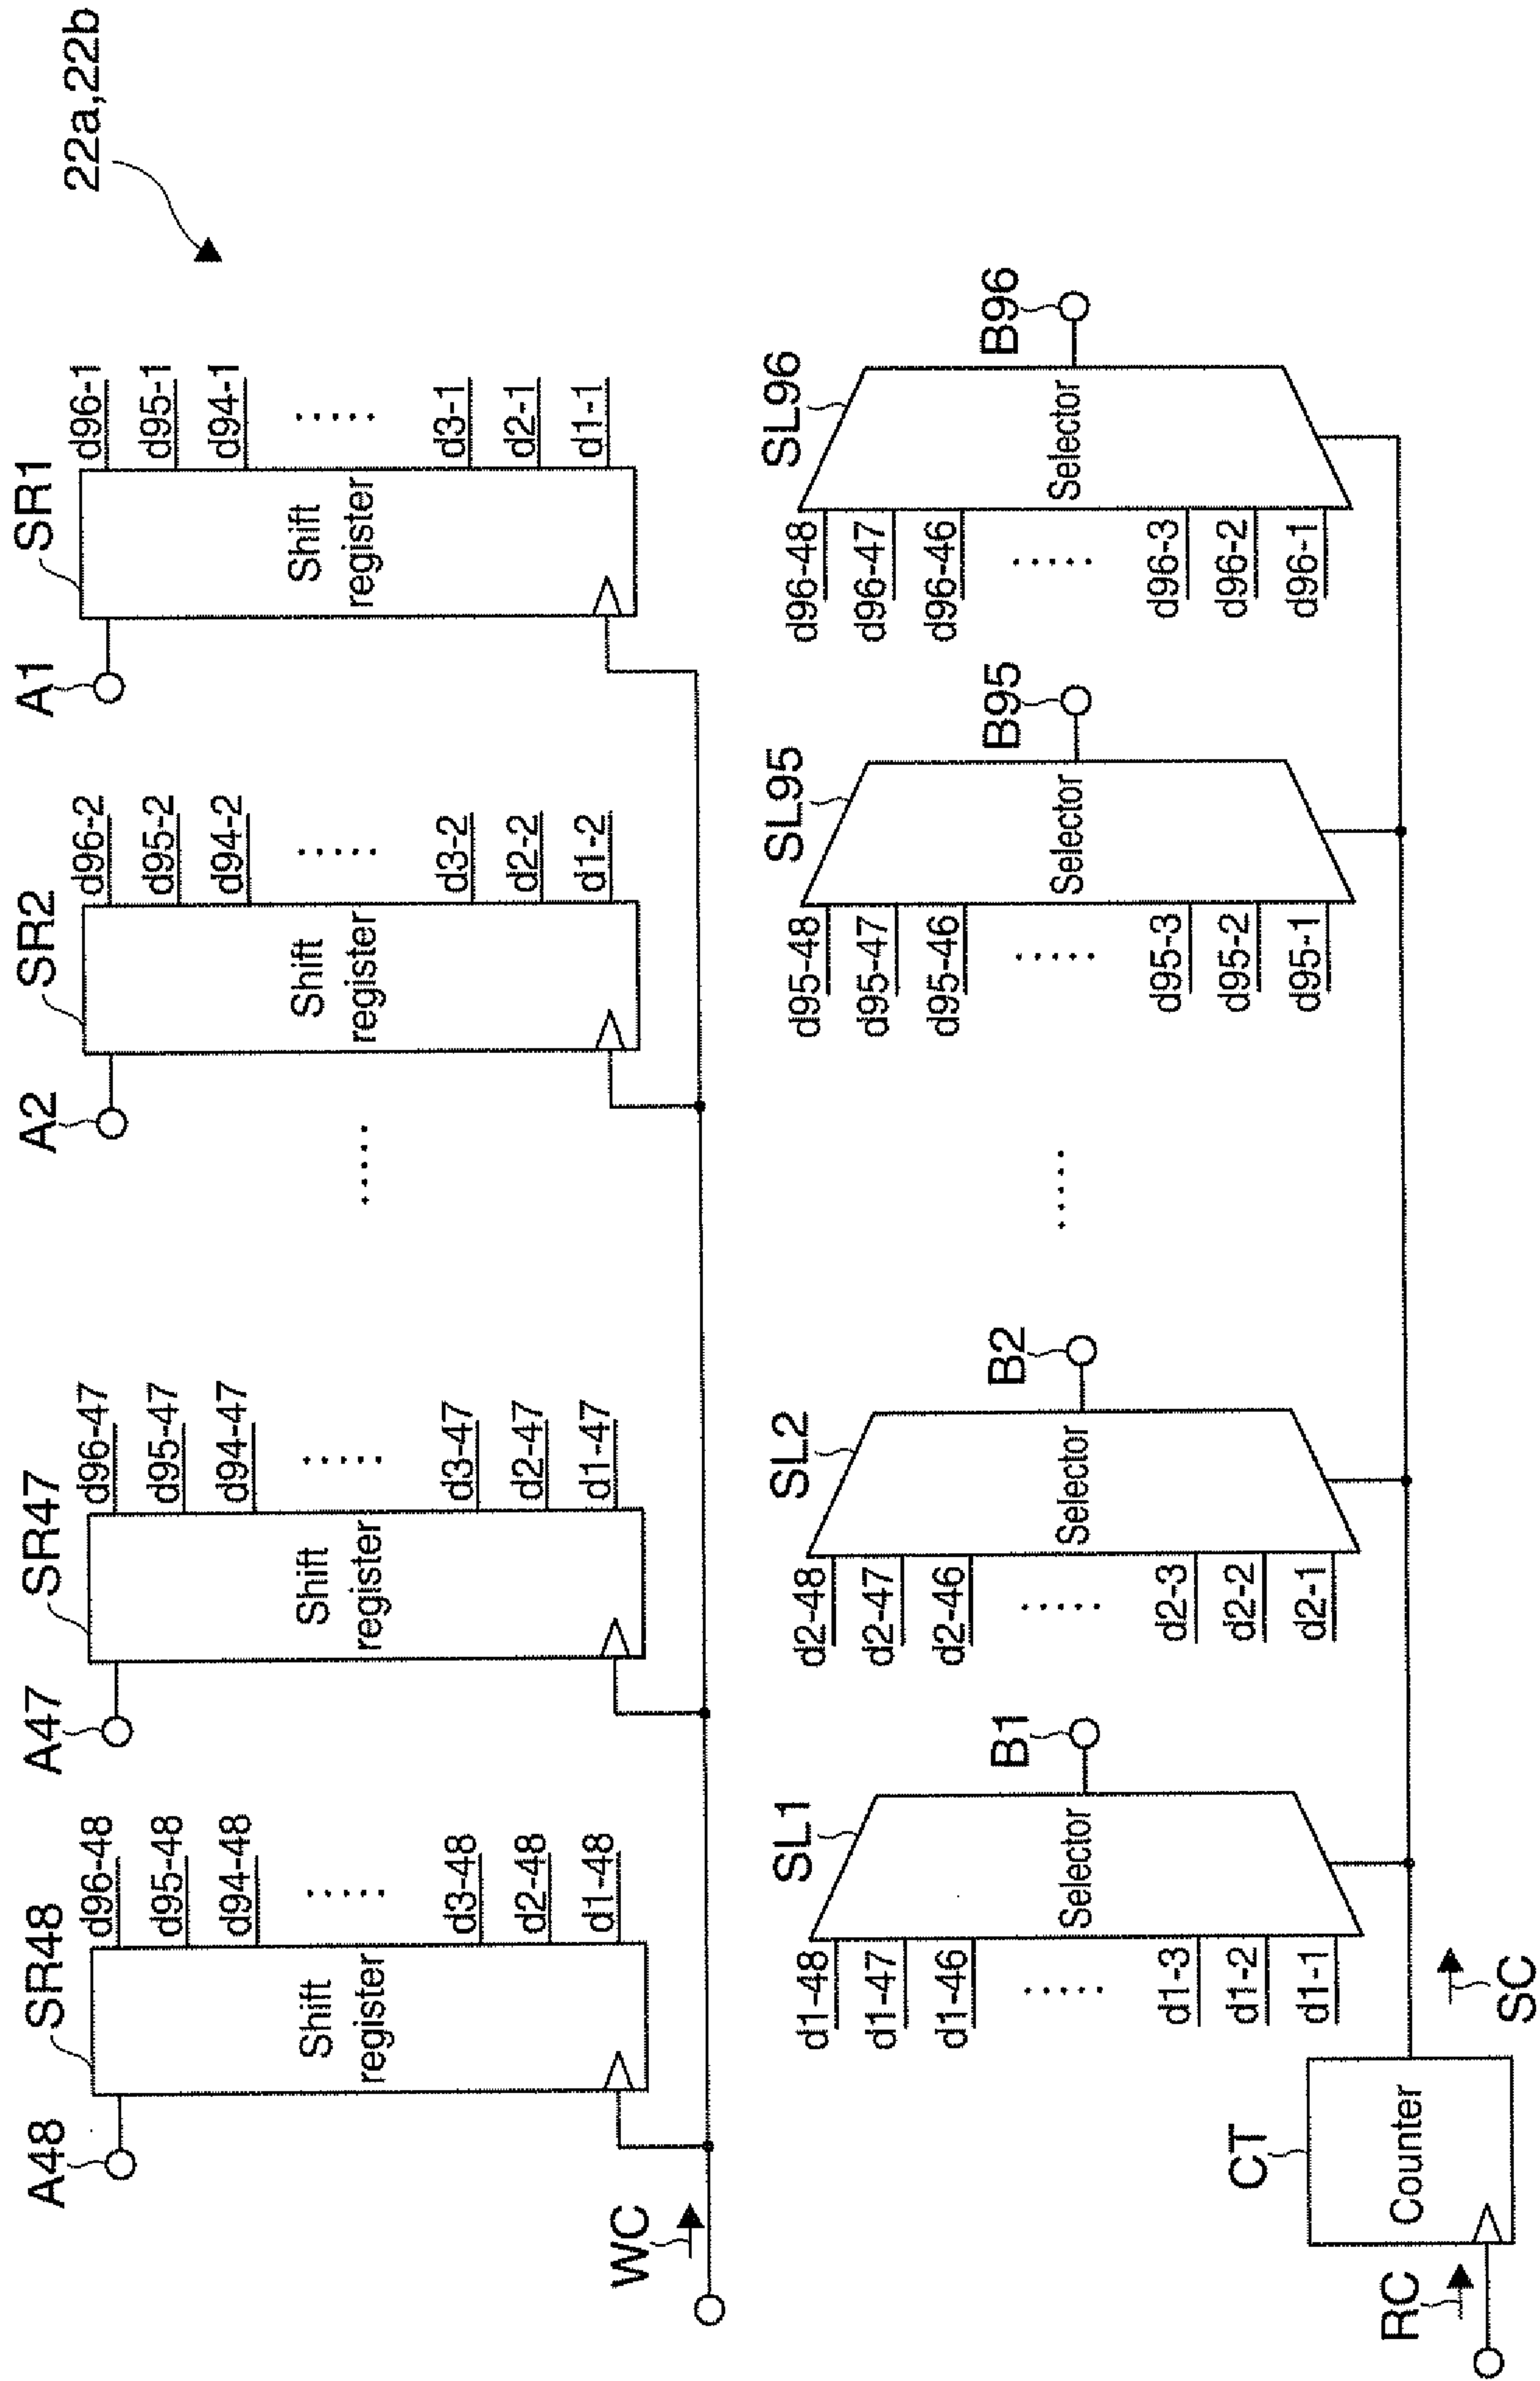 22a,22b
A48
SR48
Shift
register
d96-48
d95-48
d94-48
.....
d3-48
d2-48
d1-48
A47
SR47
Shift
register
d96-47
d95-47
d94-47
.....
d3-47
d2-47
d1-47
.....
A2
SR2
Shift
register
d96-2
d95-2
d94-2
.....
d3-2
d2-2
d1-2
A1
SR1
Shift
register
d96-1
d95-1
d94-1
.....
d3-1
d2-1
d1-1
WC
SL1
d1-48
d1-47
d1-46
.....
d1-3
d1-2
d1-1
Selector
B1
SL2
d2-48
d2-47
d2-46
.....
d2-3
d2-2
d2-1
Selector
B2
.....
SL95
d95-48
d95-47
d95-46
.....
d95-3
d95-2
d95-1
Selector
B95
SL96
d96-48
d96-47
d96-46
.....
d96-3
d96-2
d96-1
Selector
B96
CT
Counter
RC
SC